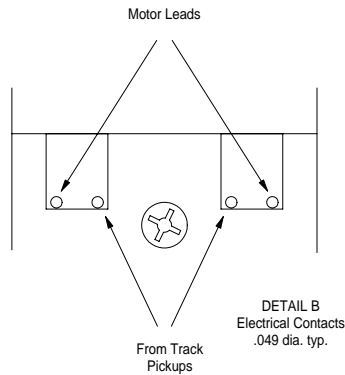 Motor Leads
DETAIL B
Electrical Contacts
.049 dia. typ.
From Track
Pickups